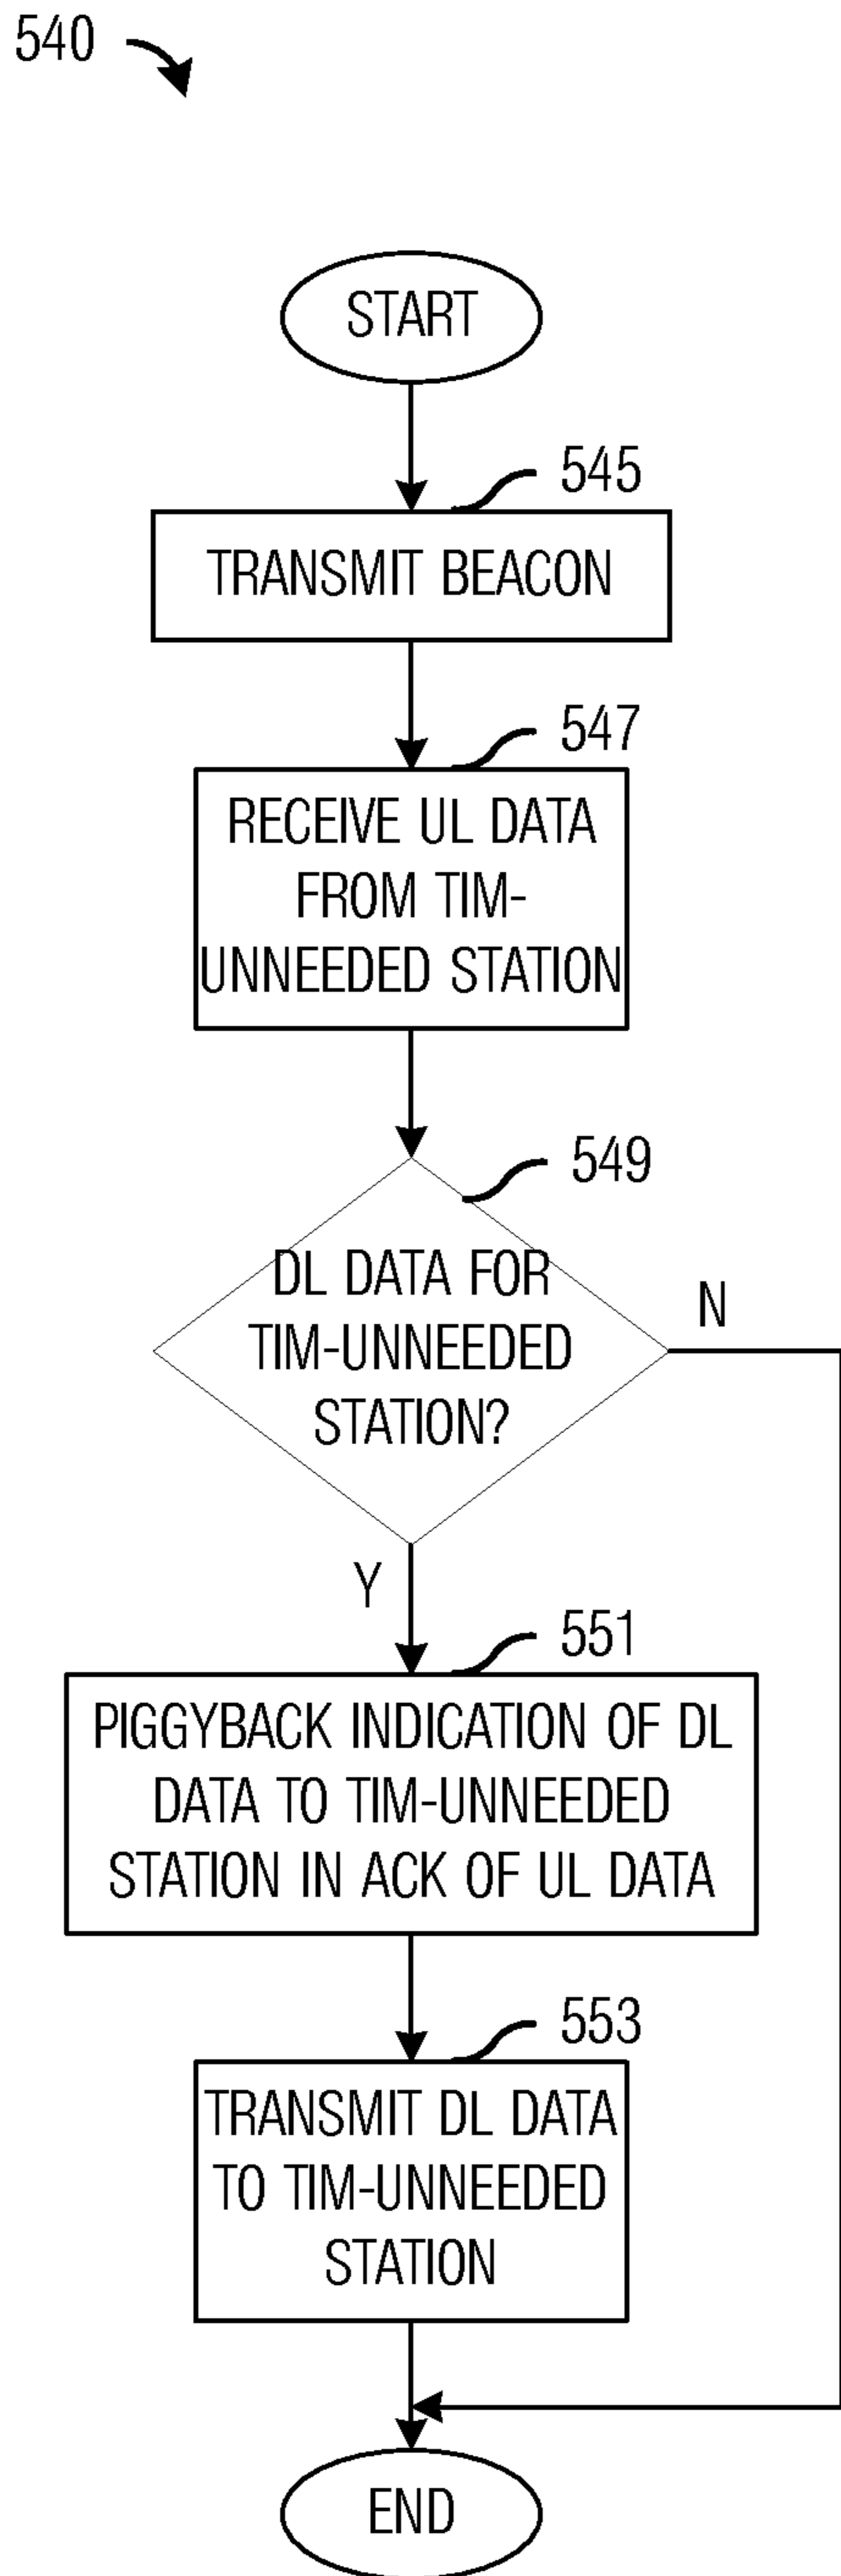 540
START
545
TRANSMIT BEACON
547
RECEIVE UL DATA
FROM TIM-
UNNEEDED STATION
549
DL DATA FOR
TIM-UNNEEDED
STATION?
N
Y
551
PIGGYBACK INDICATION OF DL
DATA TO TIM-UNNEEDED
STATION IN ACK OF UL DATA
553
TRANSMIT DL DATA
TO TIM-UNNEEDED
STATION
END